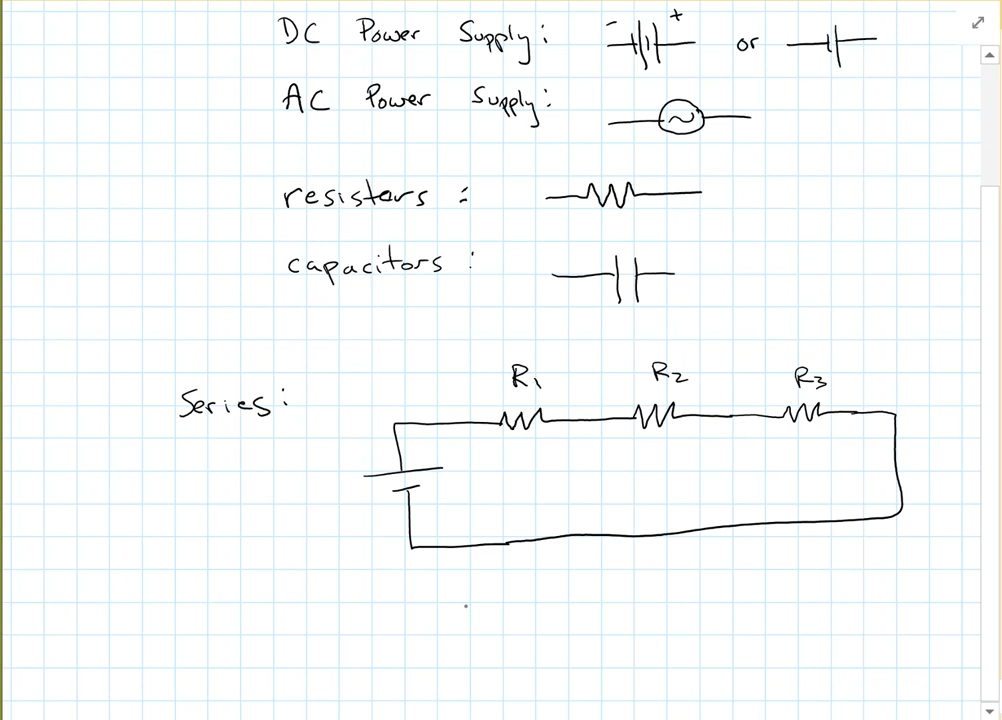 DC Power Supply: - + or
AC Power Supply: ~
resistors :
capacitors :
R1 R2 R3
Series: